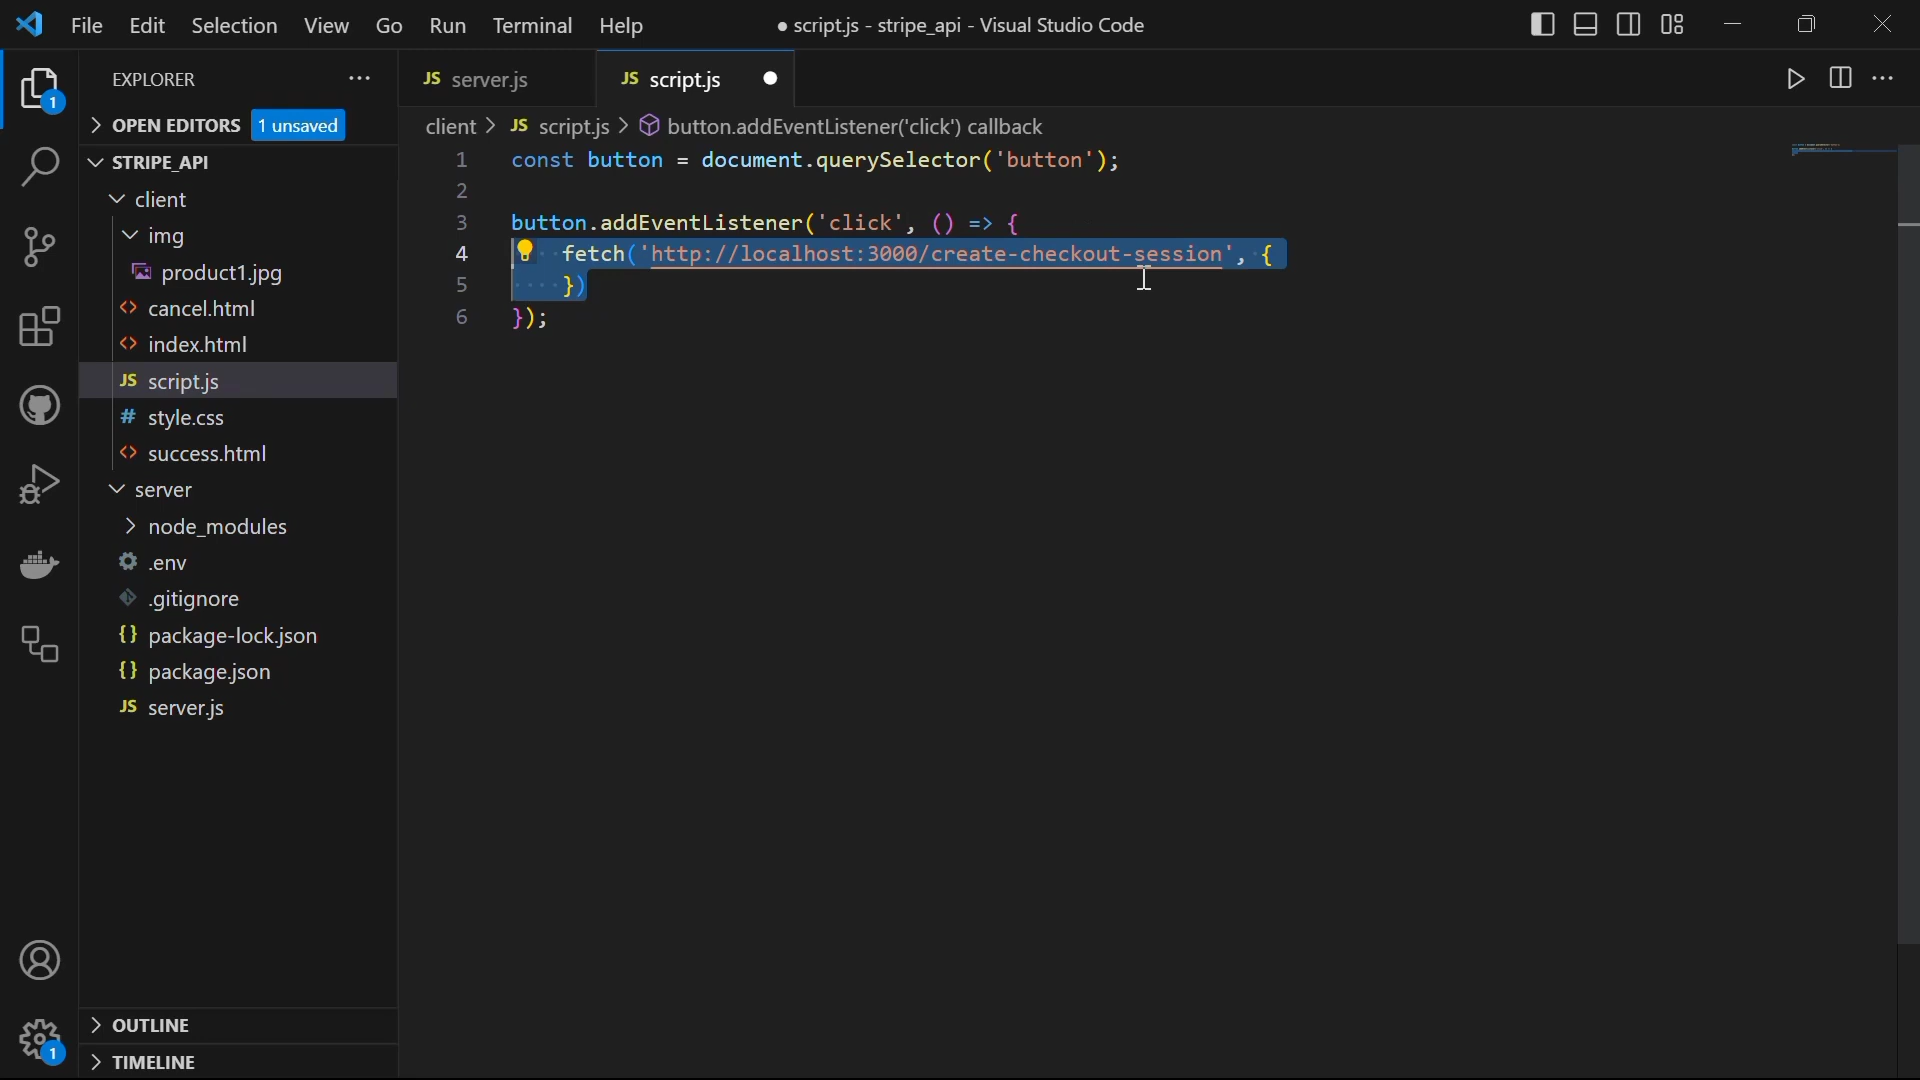 File Edit Selection View Go Run Terminal Help
● script.js - stripe_api - Visual Studio Code
EXPLORER
OPEN EDITORS 1 unsaved
STRIPE_API
client
img
product1.jpg
cancel.html
index.html
JS script.js
# style.css
success.html
server
node_modules
.env
.gitignore
{} package-lock.json
{} package.json
JS server.js
OUTLINE
TIMELINE
1
1
JS server.js
JS script.js
client > JS script.js > button.addEventListener('click') callback
1 const button = document.querySelector('button');
2
3 button.addEventListener('click', () => {
4 fetch('http://localhost:3000/create-checkout-session', {
5 })
6 });